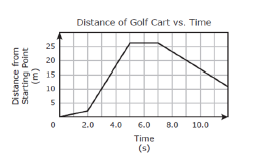 Distance of Golf Cart vs. Time
Distance from
Starting Point
(m)
25
20
15
10
5
0 2.0 4.0 6.0 8.0 10.0
Time
(s)